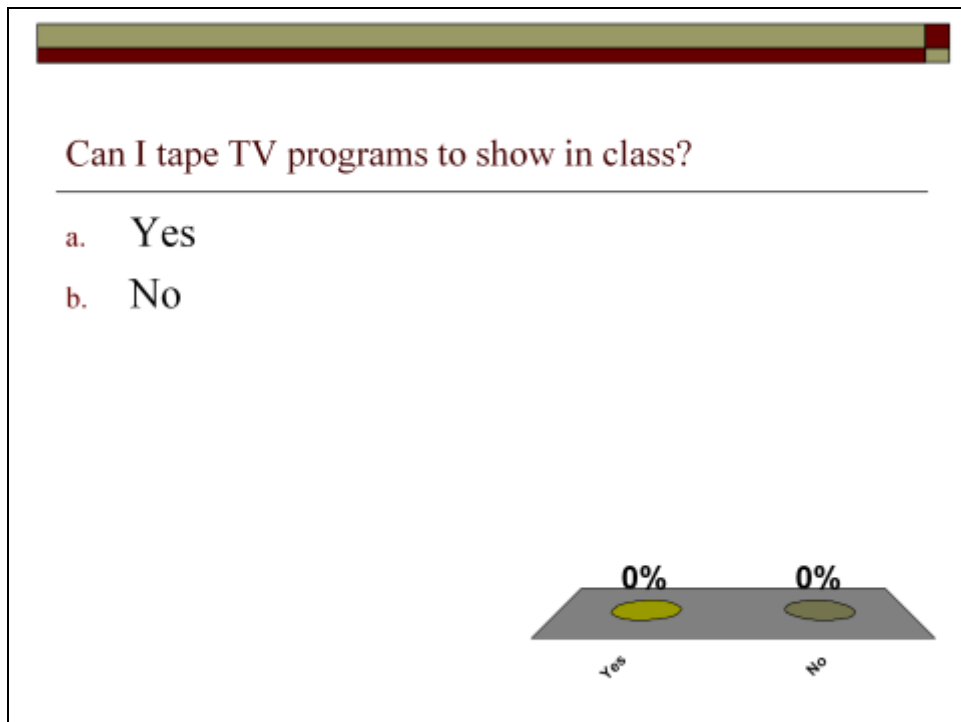 Can I tape TV programs to show in class?
a. Yes
b. No
0% 0%
Yes No